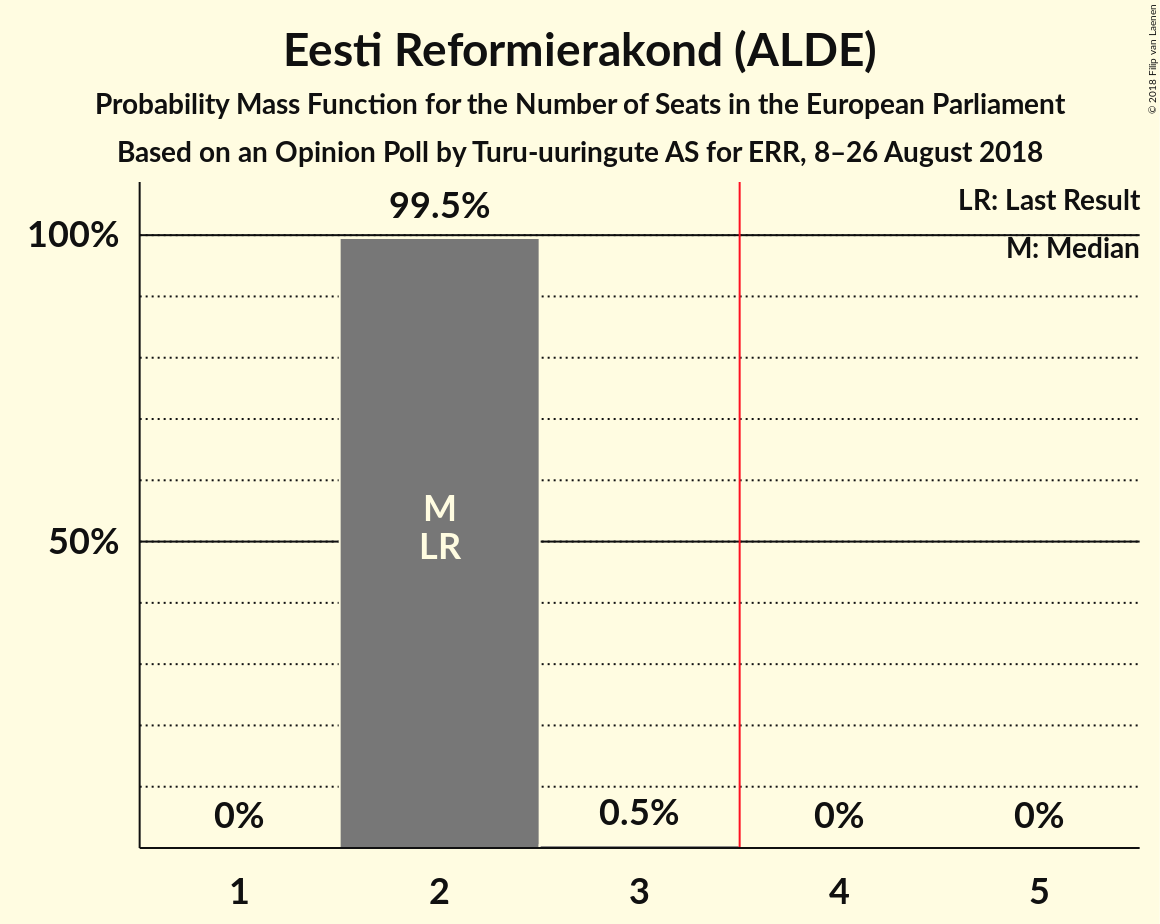 Eesti Reformierakond (ALDE)
Probability Mass Function for the Number of Seats in the European Parliament
Based on an Opinion Poll by Turu-uuringute AS for ERR, 8–26 August 2018
© 2018 Filip van Laenen
LR: Last Result
M: Median
99.5%
100%
50%
M
LR
0%
0.5%
0%
0%
1
2
3
4
5